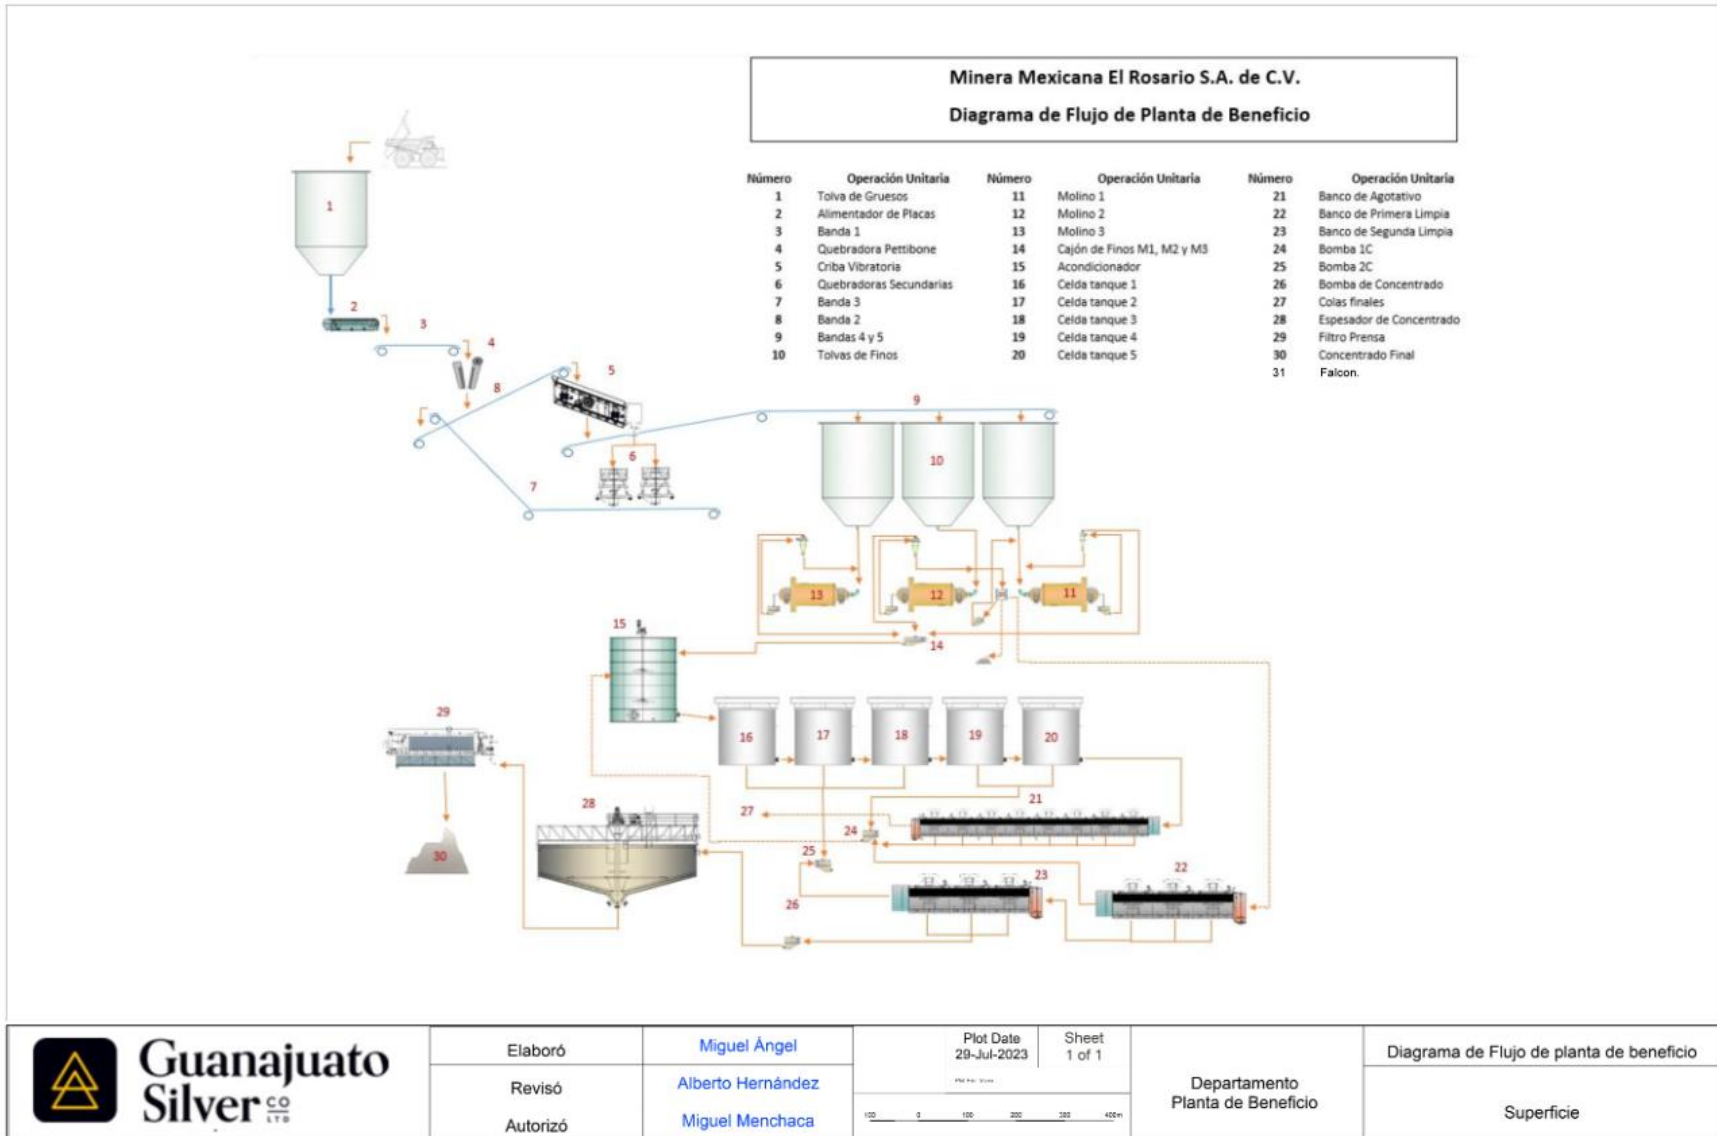 Minera Mexicana El Rosario S.A. de C.V.
Diagrama de Flujo de Planta de Beneficio
Número Operación Unitaria Número Operación Unitaria Número Operación Unitaria
1 Tolva de Gruesos 11 Molino 1 21 Banco de Agotativo
2 Alimentador de Placas 12 Molino 2 22 Banco de Primera Limpia
3 Banda 1 13 Molino 3 23 Banco de Segunda Limpia
4 Quebradora Pettibone 14 Cajón de Finos M1, M2 y M3 24 Bomba 1C
5 Criba Vibratoria 15 Acondicionador 25 Bomba 2C
6 Quebradoras Secundarias 16 Celda tanque 1 26 Bomba de Concentrado
7 Banda 3 17 Celda tanque 2 27 Colas finales
8 Banda 2 18 Celda tanque 3 28 Espesador de Concentrado
9 Bandas 4 y 5 19 Celda tanque 4 29 Filtro Prensa
10 Tolvas de Finos 20 Celda tanque 5 30 Concentrado Final
31 Falcon.
1
2
3
4
5
8
9
6
10
7
13
12
11
15
14
29
16
17
18
19
20
28
27
21
24
30
25
23
22
26
Guanajuato
Silver CO LTD
Elaboró Miguel Ángel
Revisó Alberto Hernández
Autorizó Miguel Menchaca
Plot Date
29-Jul-2023
Sheet
1 of 1
100 0 100 200 300 400m
Departamento
Planta de Beneficio
Diagrama de Flujo de planta de beneficio
Superficie